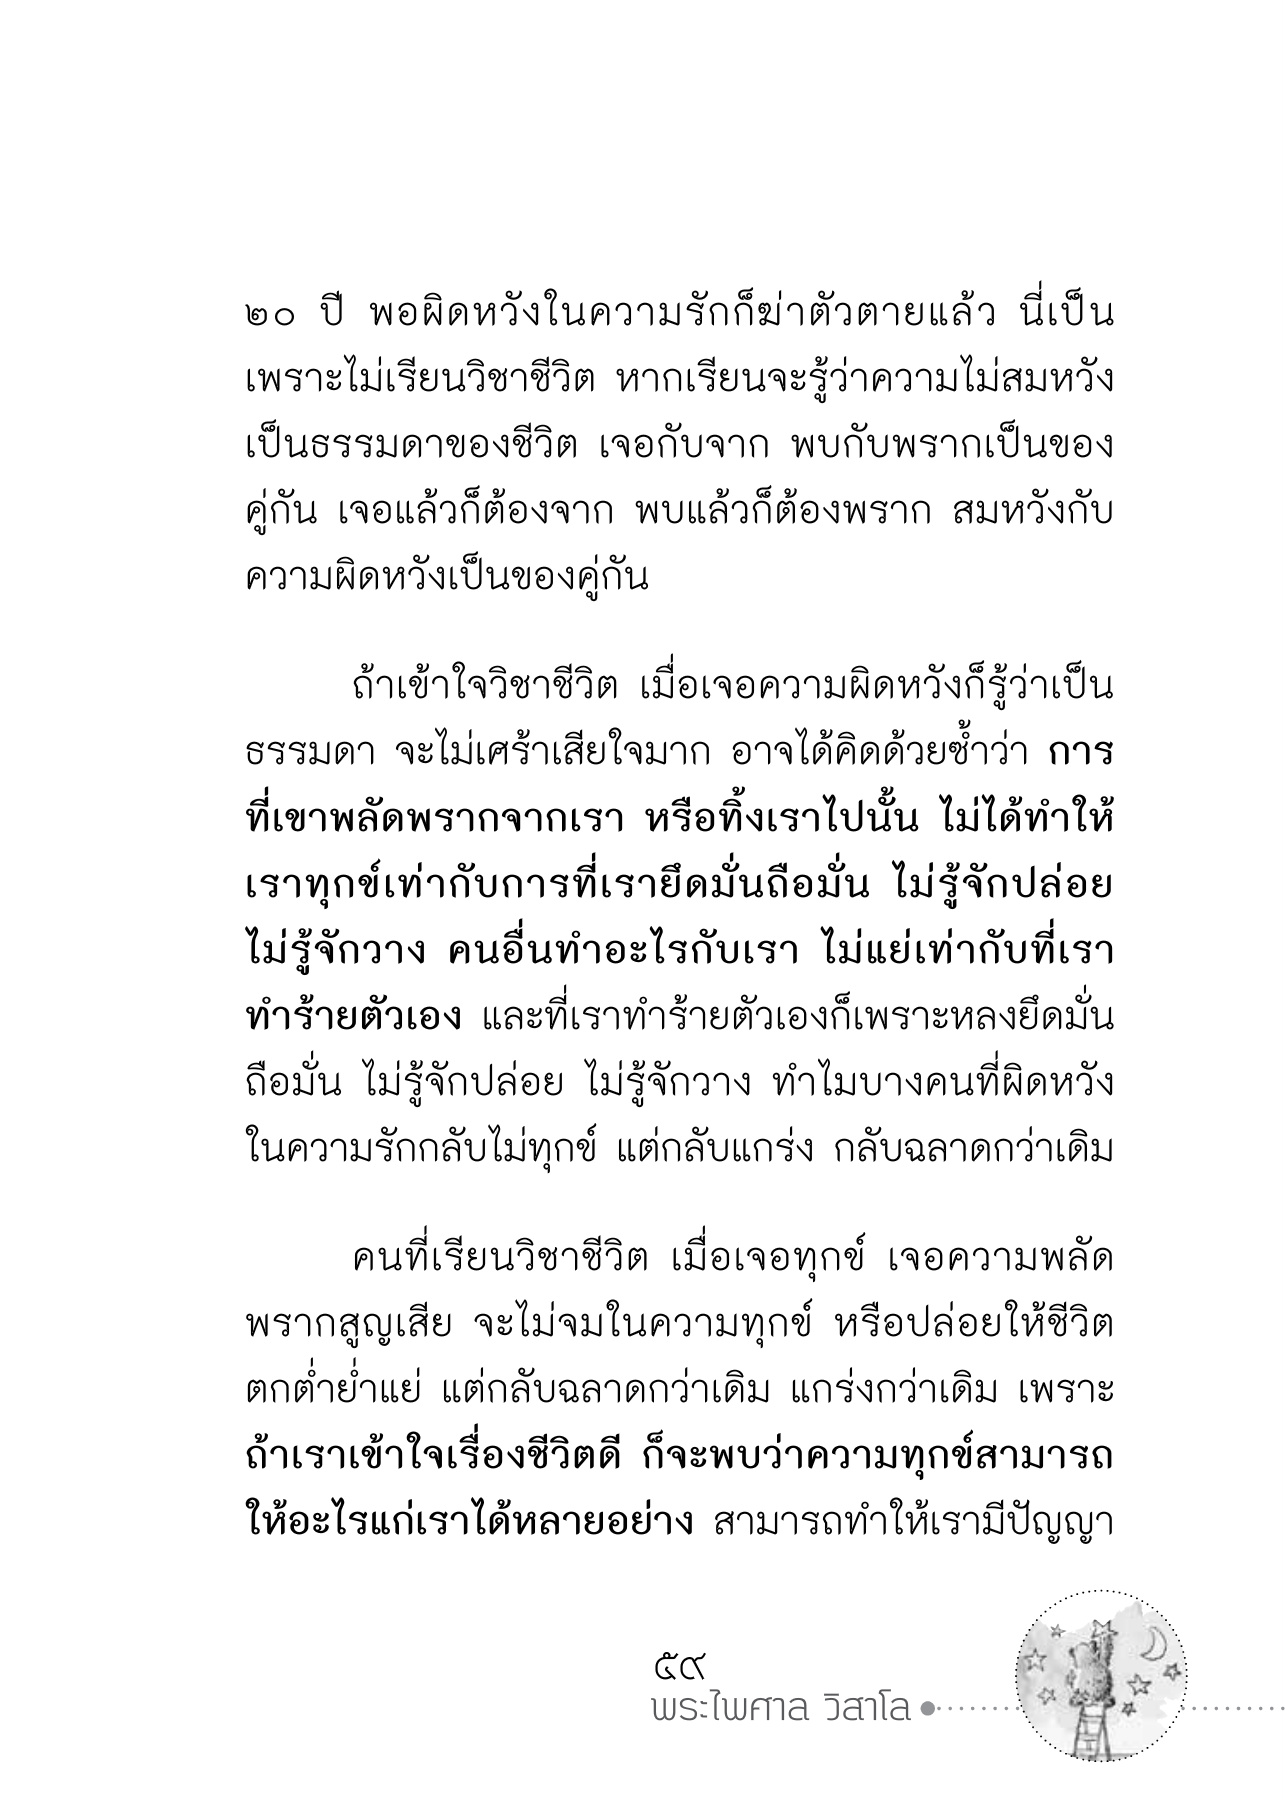 ๒๐ ปี พอผิดหวังในความรักก็ฆ่าตัวตายแล้ว นี่เป็น
เพราะไม่เรียนวิชาชีวิต หากเรียนจะรู้ว่าความไม่สมหวัง
เป็นธรรมดาของชีวิต เจอกับจาก พบกับพรากเป็นของ
คู่กัน เจอแล้วก็ต้องจาก พบแล้วก็ต้องพราก สมหวังกับ
ความผิดหวังเป็นของคู่กัน
ถ้าเข้าใจวิชาชีวิต เมื่อเจอความผิดหวังก็รู้ว่าเป็น
ธรรมดา จะไม่เศร้าเสียใจมาก อาจได้คิดด้วยซ้ำว่า การ
ที่เขาพลัดพรากจากเรา หรือทิ้งเราไปนั้น ไม่ได้ทำให้
เราทุกข์เท่ากับการที่เรายึดมั่นถือมั่น ไม่รู้จักปล่อย
ไม่รู้จักวาง คนอื่นทำอะไรกับเรา ไม่แย่เท่ากับที่เรา
ทำร้ายตัวเอง และที่เราทำร้ายตัวเองก็เพราะหลงยึดมั่น
ถือมั่น ไม่รู้จักปล่อย ไม่รู้จักวาง ทำไมบางคนที่ผิดหวัง
ในความรักกลับไม่ทุกข์ แต่กลับแกร่ง กลับฉลาดกว่าเดิม
คนที่เรียนวิชาชีวิต เมื่อเจอทุกข์ เจอความพลัด
พรากสูญเสีย จะไม่จมในความทุกข์ หรือปล่อยให้ชีวิต
ตกต่ำย่ำแย่ แต่กลับฉลาดกว่าเดิม แกร่งกว่าเดิม เพราะ
ถ้าเราเข้าใจเรื่องชีวิตดี ก็จะพบว่าความทุกข์สามารถ
ให้อะไรแก่เราได้หลายอย่าง สามารถทำให้เรามีปัญญา
๕๙
พระไพศาล วิสาโล